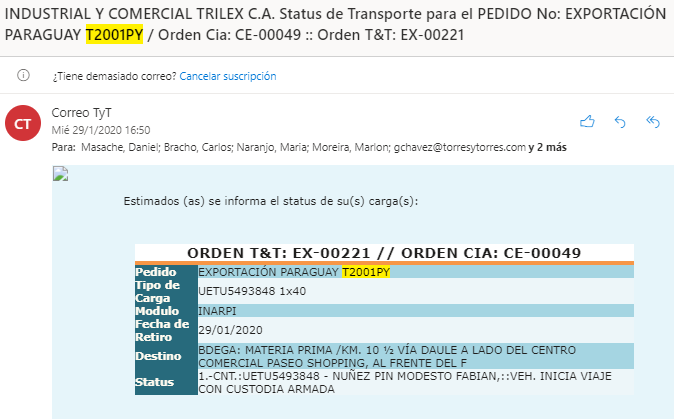 INDUSTRIAL Y COMERCIAL TRILEX C.A. Status de Transporte para el PEDIDO No: EXPORTACIÓN
PARAGUAY T2001PY / Orden Cia: CE-00049 :: Orden T&T: EX-00221
¿Tiene demasiado correo? Cancelar suscripción
CT
Correo TyT
Mié 29/1/2020 16:50
Para: Masache, Daniel; Bracho, Carlos; Naranjo, Maria; Moreira, Marlon; gchavez@torresytorres.com y 2 más
Estimados (as) se informa el status de su(s) carga(s):
ORDEN T&T: EX-00221 // ORDEN CIA: CE-00049
Pedido EXPORTACIÓN PARAGUAY T2001PY
Tipo de
Carga UETU5493848 1x40
Modulo INARPI
Fecha de
Retiro 29/01/2020
Destino BDEGA: MATERIA PRIMA /KM. 10 ½ VÍA DAULE A LADO DEL CENTRO
COMERCIAL PASEO SHOPPING, AL FRENTE DEL F
Status 1.-CNT.:UETU5493848 - NUÑEZ PIN MODESTO FABIAN,::VEH. INICIA VIAJE
CON CUSTODIA ARMADA